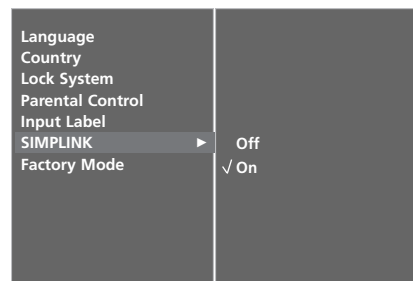 Language
Country
Lock System
Parental Control
Input Label
SIMPLINK ►
Factory Mode
Off
√ On